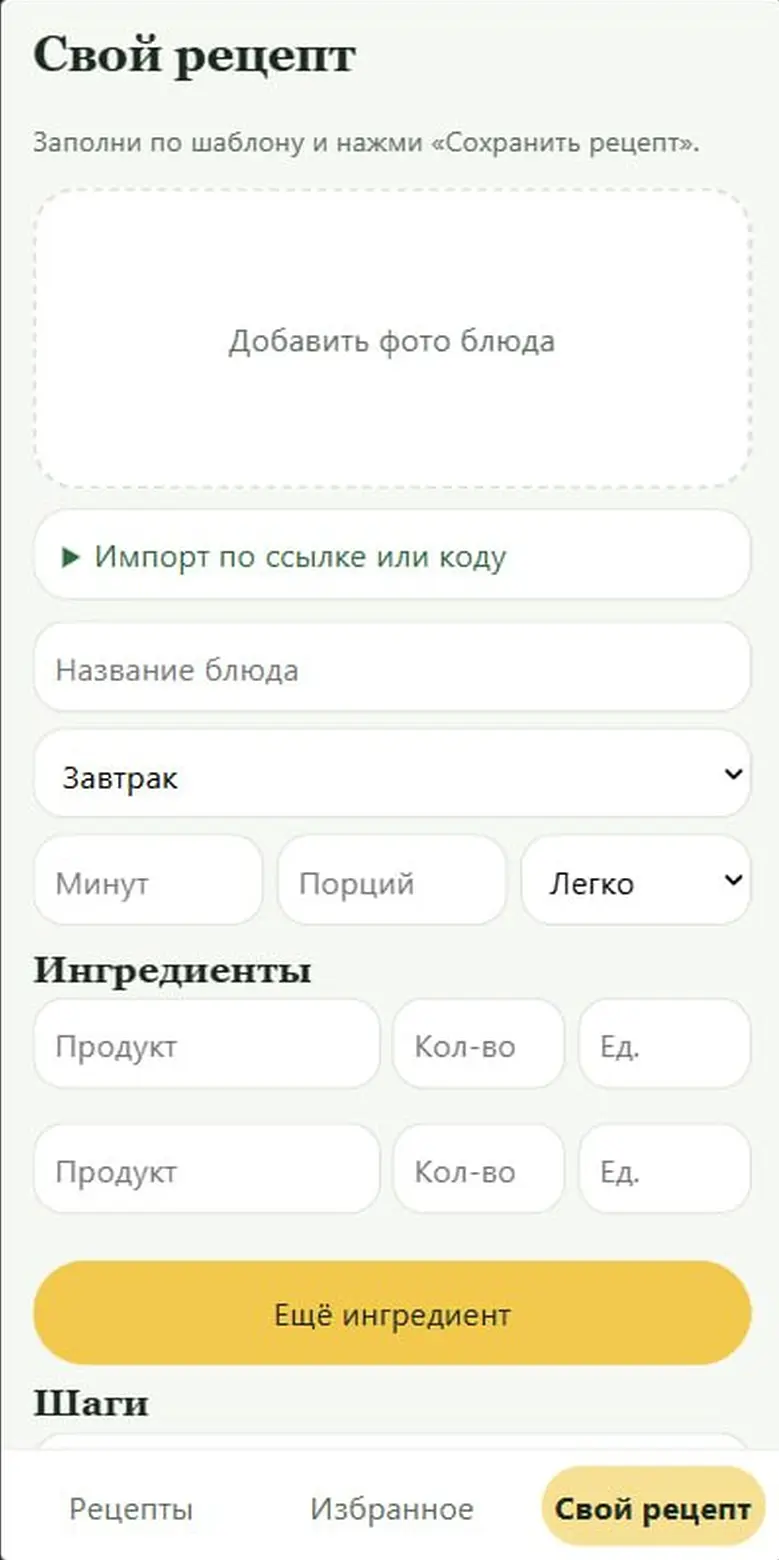 Свой рецепт
Заполни по шаблону и нажми «Сохранить рецепт».
Добавить фото блюда
Импорт по ссылке или коду
Название блюда
Завтрак
Минут Порций Легко
Ингредиенты
Продукт Кол-во Ед.
Продукт Кол-во Ед.
Ещё ингредиент
Шаги
Рецепты Избранное Свой рецепт